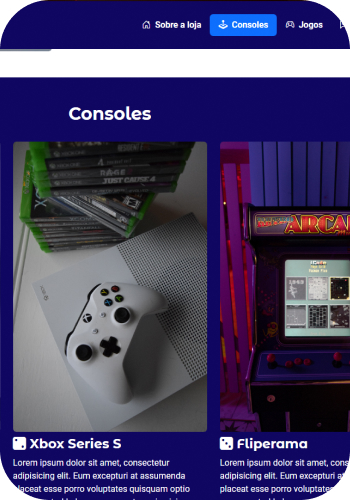 Sobre a loja
Consoles
Jogos
Consoles
JUST CAUSE 4
ARCA
Xbox Series S
Fliperama
Lorem ipsum dolor sit amet, consectetur
adipisicing elit. Eum excepturi at assumenda
placeat esse porro voluptates quisquam optio
Lorem ipsum dolor sit amet, cons
adipisicing elit. Eum excepturi at
placeat esse porro voluptates